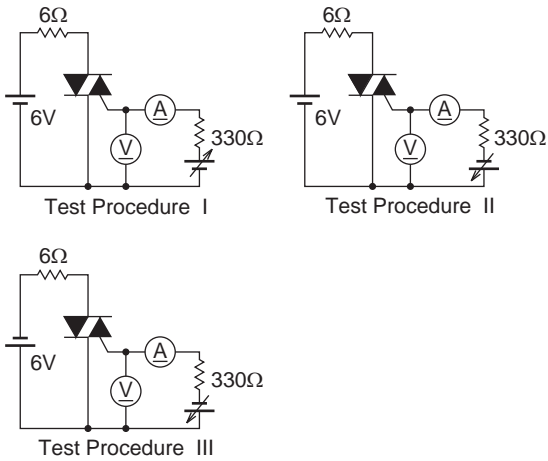 6Ω
6V
A
V
330Ω
Test Procedure I
6Ω
6V
A
V
330Ω
Test Procedure II
6Ω
6V
A
V
330Ω
Test Procedure III